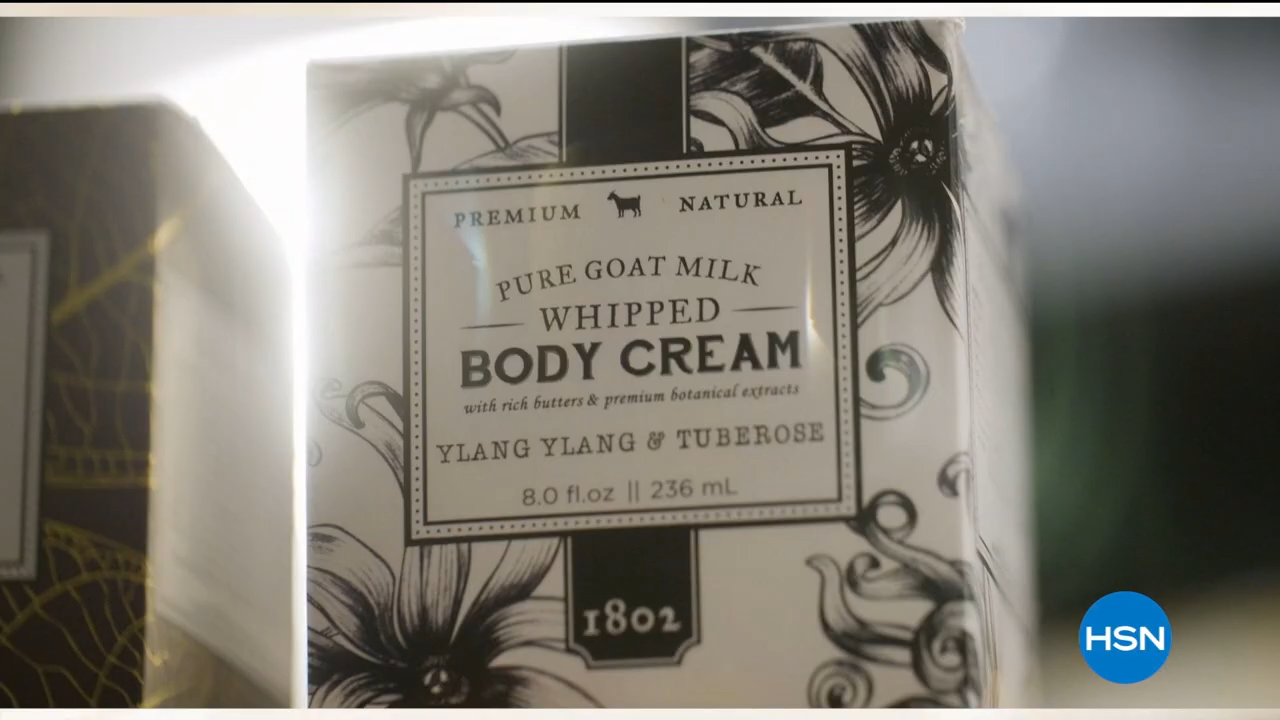 PREMIUM NATURAL
PURE GOAT MILK
WHIPPED
BODY CREAM
with rich butters & premium botanical extracts
YLANG YLANG & TUBEROSE
8.0 fl.oz || 236 mL
1802
HSN